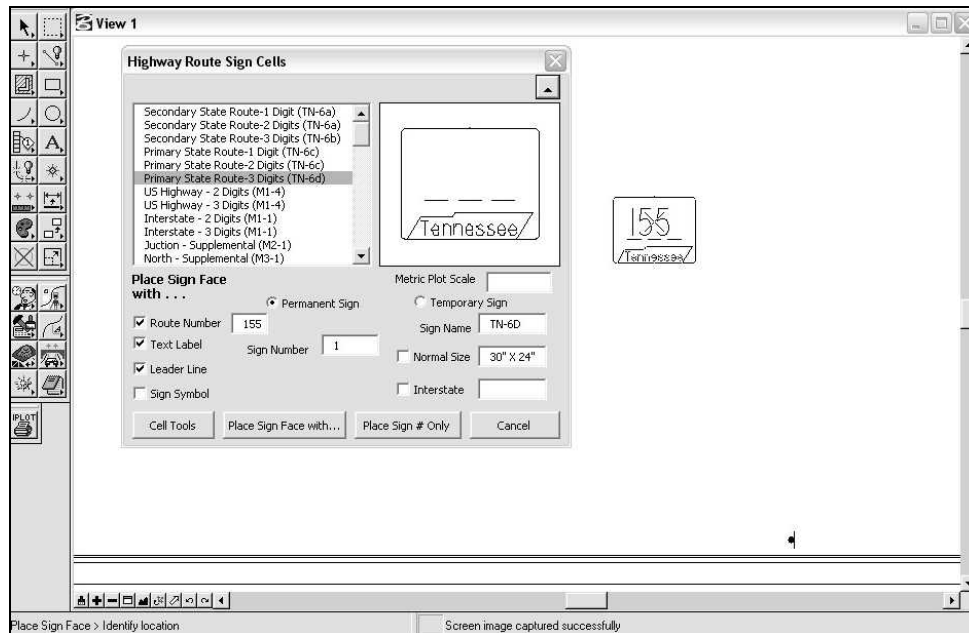 View 1
Highway Route Sign Cells
Secondary State Route-1 Digit (TN-6a)
Secondary State Route-2 Digits (TN-6a)
Secondary State Route-3 Digits (TN-6b)
Primary State Route-1 Digit (TN-6c)
Primary State Route-2 Digits (TN-6c)
Primary State Route-3 Digits (TN-6d)
US Highway - 2 Digits (M1-4)
US Highway - 3 Digits (M1-4)
Interstate - 2 Digits (M1-1)
Interstate - 3 Digits (M1-1)
Juction - Supplemental (M2-1)
North - Supplemental (M3-1)
Tennessee
155
Tennessee
Place Sign Face
with . . .
Metric Plot Scale
Permanent Sign
Temporary Sign
Route Number 155
Sign Name TN-6D
Text Label
Sign Number 1
Normal Size 30" X 24"
Leader Line
Interstate
Sign Symbol
Cell Tools
Place Sign Face with...
Place Sign # Only
Cancel
IPLOT
Place Sign Face > Identify location
Screen image captured successfully